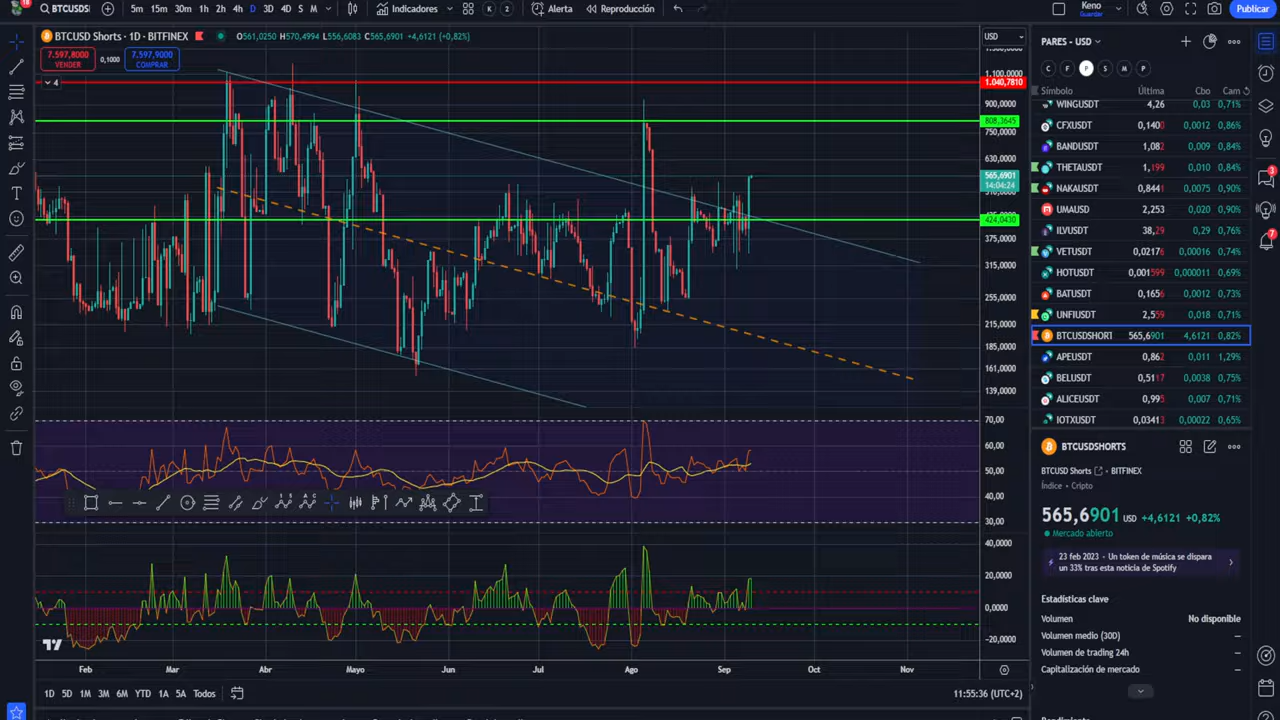 18
BTCUSDS
5m 15m 30m 1h 2h 4h D 3D 4D S M
Indicadores
K
2
Alerta
Reproducción
Keno
Guardar
Publicar
BTCUSD Shorts · 1D · BITFINEX
O561,0250 H570,4994 L556,6083 C565,6901 +4,6121 (+0,82%)
USD
7.597,8000
VENDER
0,1000
7.597,9000
COMPRAR
4
1.100,0000
1.040,7810
900,0000
808,3645
750,0000
630,0000
565,6901
14:04:24
424,0430
375,0000
315,0000
255,0000
215,0000
185,0000
161,0000
139,0000
70,00
60,00
50,00
40,00
30,00
40,0000
20,0000
0,0000
−20,0000
Feb Mar Abr Mayo Jun Jul Ago Sep Oct Nov
1D 5D 1M 3M 6M YTD 1A 5A Todos
11:55:36 (UTC+2)
PARES - USD
C F P S M P
Símbolo Última Cbo Cam
WINGUSDT 4,26 0,03 0,71%
CFXUSDT 0,1400 0,0012 0,86%
BANDUSDT 1,082 0,009 0,84%
THETAUSDT 1,199 0,010 0,84%
NAKAUSDT 0,8441 0,0075 0,90%
UMAUSD 2,253 0,020 0,90%
ILVUSDT 38,29 0,29 0,76%
VETUSDT 0,02176 0,00016 0,74%
HOTUSDT 0,001599 0,000011 0,69%
BATUSDT 0,1656 0,0012 0,73%
UNFIUSDT 2,559 0,018 0,71%
BTCUSDSHORT 565,6901 4,6121 0,82%
APEUSDT 0,862 0,011 1,29%
BELUSDT 0,5117 0,0038 0,75%
ALICEUSDT 0,995 0,007 0,71%
IOTXUSDT 0,03413 0,00022 0,65%
BTCUSDSHORTS
BTCUSD Shorts · BITFINEX
Índice • Cripto
565,6901 USD +4,6121 +0,82%
Mercado abierto
23 feb 2023 · Un token de música se dispara
un 33% tras esta noticia de Spotify
Estadísticas clave
Volumen No disponible
Volumen medio (30D) —
Volumen de trading 24h —
Capitalización de mercado —
3
7